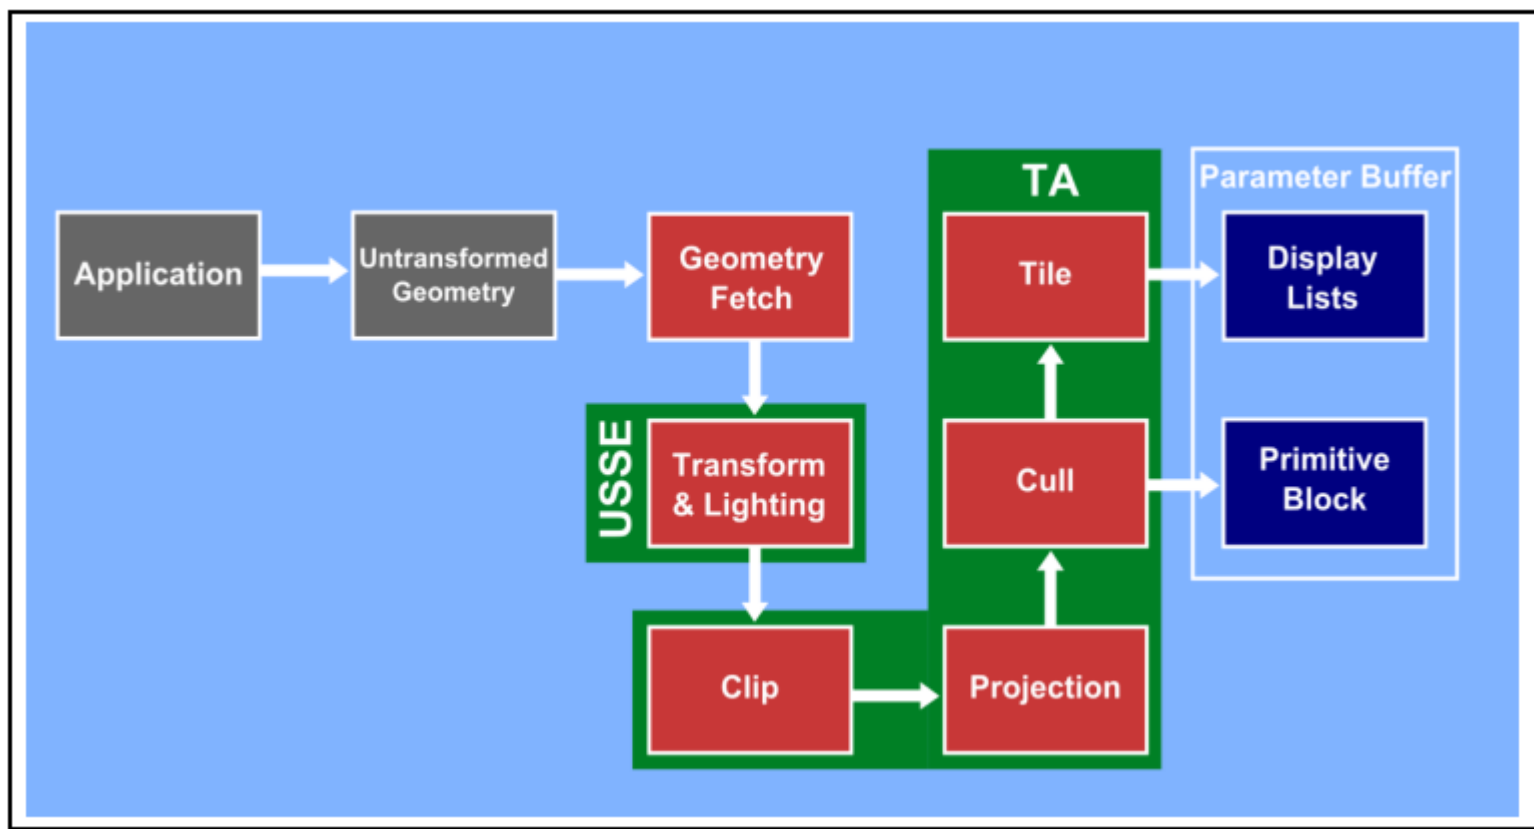 TA
Parameter Buffer
Application
Untransformed
Geometry
Geometry
Fetch
Tile
Display
Lists
USSE
Transform
& Lighting
Cull
Primitive
Block
Clip
Projection